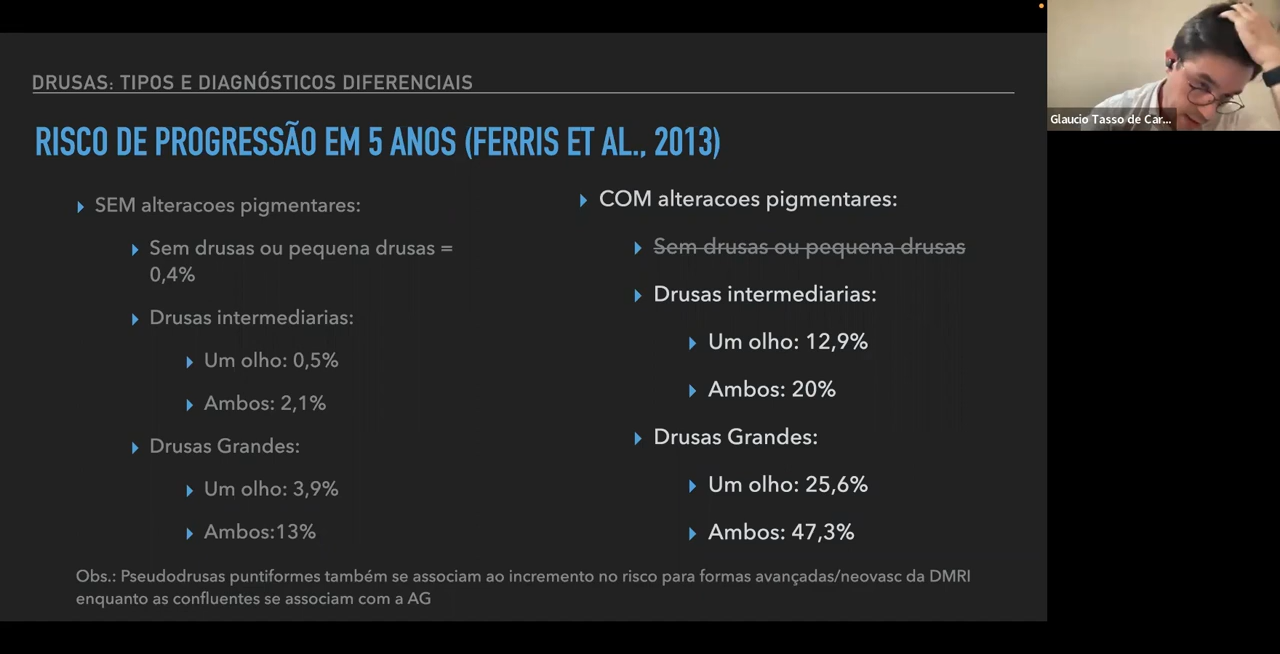 DRUSAS: TIPOS E DIAGNÓSTICOS DIFERENCIAIS
RISCO DE PROGRESSÃO EM 5 ANOS (FERRIS ET AL., 2013)
SEM alteracoes pigmentares:
Sem drusas ou pequena drusas =
0,4%
Drusas intermediarias:
Um olho: 0,5%
Ambos: 2,1%
Drusas Grandes:
Um olho: 3,9%
Ambos:13%
COM alteracoes pigmentares:
Sem drusas ou pequena drusas
Drusas intermediarias:
Um olho: 12,9%
Ambos: 20%
Drusas Grandes:
Um olho: 25,6%
Ambos: 47,3%
Obs.: Pseudodrusas puntiformes também se associam ao incremento no risco para formas avançadas/neovasc da DMRI
enquanto as confluentes se associam com a AG
Glaucio Tasso de Car...